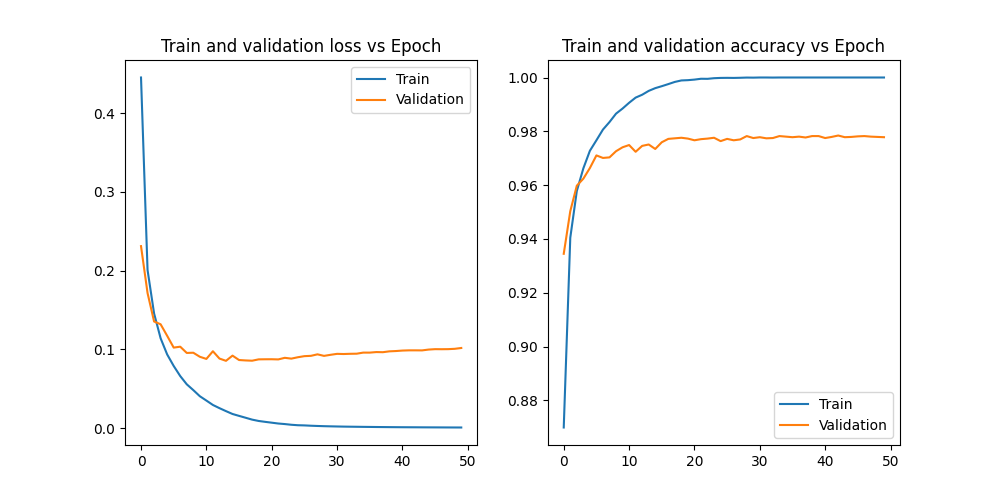 Train and validation loss vs Epoch
Train
Validation
0.4
0.3
0.2
0.1
0.0
0 10 20 30 40 50
Train and validation accuracy vs Epoch
1.00
0.98
0.96
0.94
0.92
0.90
0.88
Train
Validation
0 10 20 30 40 50